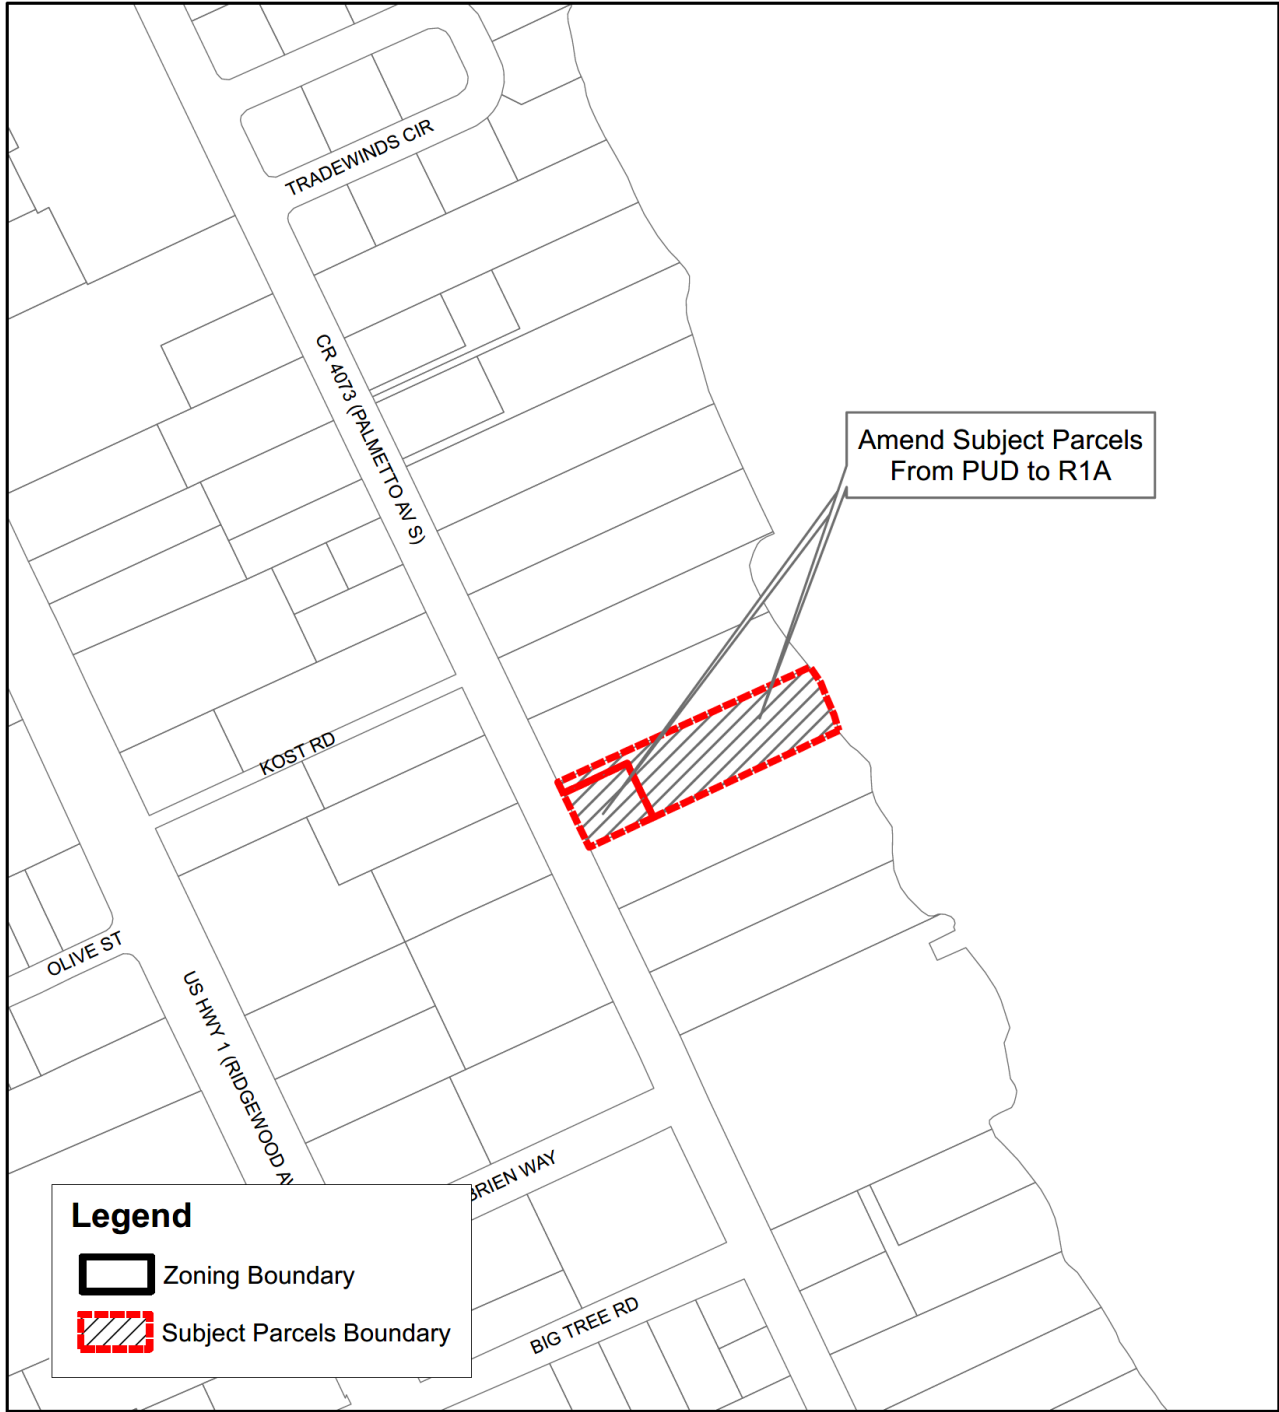 TRADEWINDS CIR
CR 4073 (PALMETTO AV S)
Amend Subject Parcels
From PUD to R1A
KOST RD
OLIVE ST
US HWY 1 (RIDGEWOOD
BRIEN WAY
BIG TREE RD
Legend
Zoning Boundary
Subject Parcels Boundary